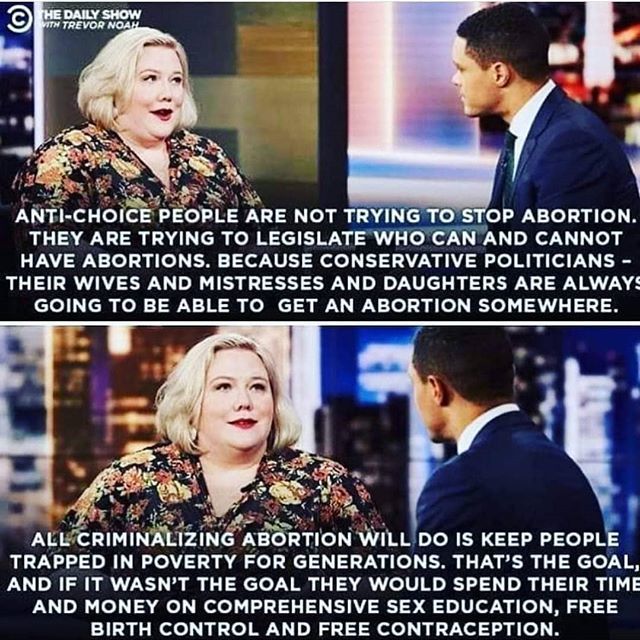 THE DAILY SHOW
WITH TREVOR NOAH
ANTI-CHOICE PEOPLE ARE NOT TRYING TO STOP ABORTION.
THEY ARE TRYING TO LEGISLATE WHO CAN AND CANNOT
HAVE ABORTIONS. BECAUSE CONSERVATIVE POLITICIANS –
THEIR WIVES AND MISTRESSES AND DAUGHTERS ARE ALWAYS
GOING TO BE ABLE TO GET AN ABORTION SOMEWHERE.
ALL CRIMINALIZING ABORTION WILL DO IS KEEP PEOPLE
TRAPPED IN POVERTY FOR GENERATIONS. THAT'S THE GOAL,
AND IF IT WASN'T THE GOAL THEY WOULD SPEND THEIR TIME
AND MONEY ON COMPREHENSIVE SEX EDUCATION, FREE
BIRTH CONTROL AND FREE CONTRACEPTION.